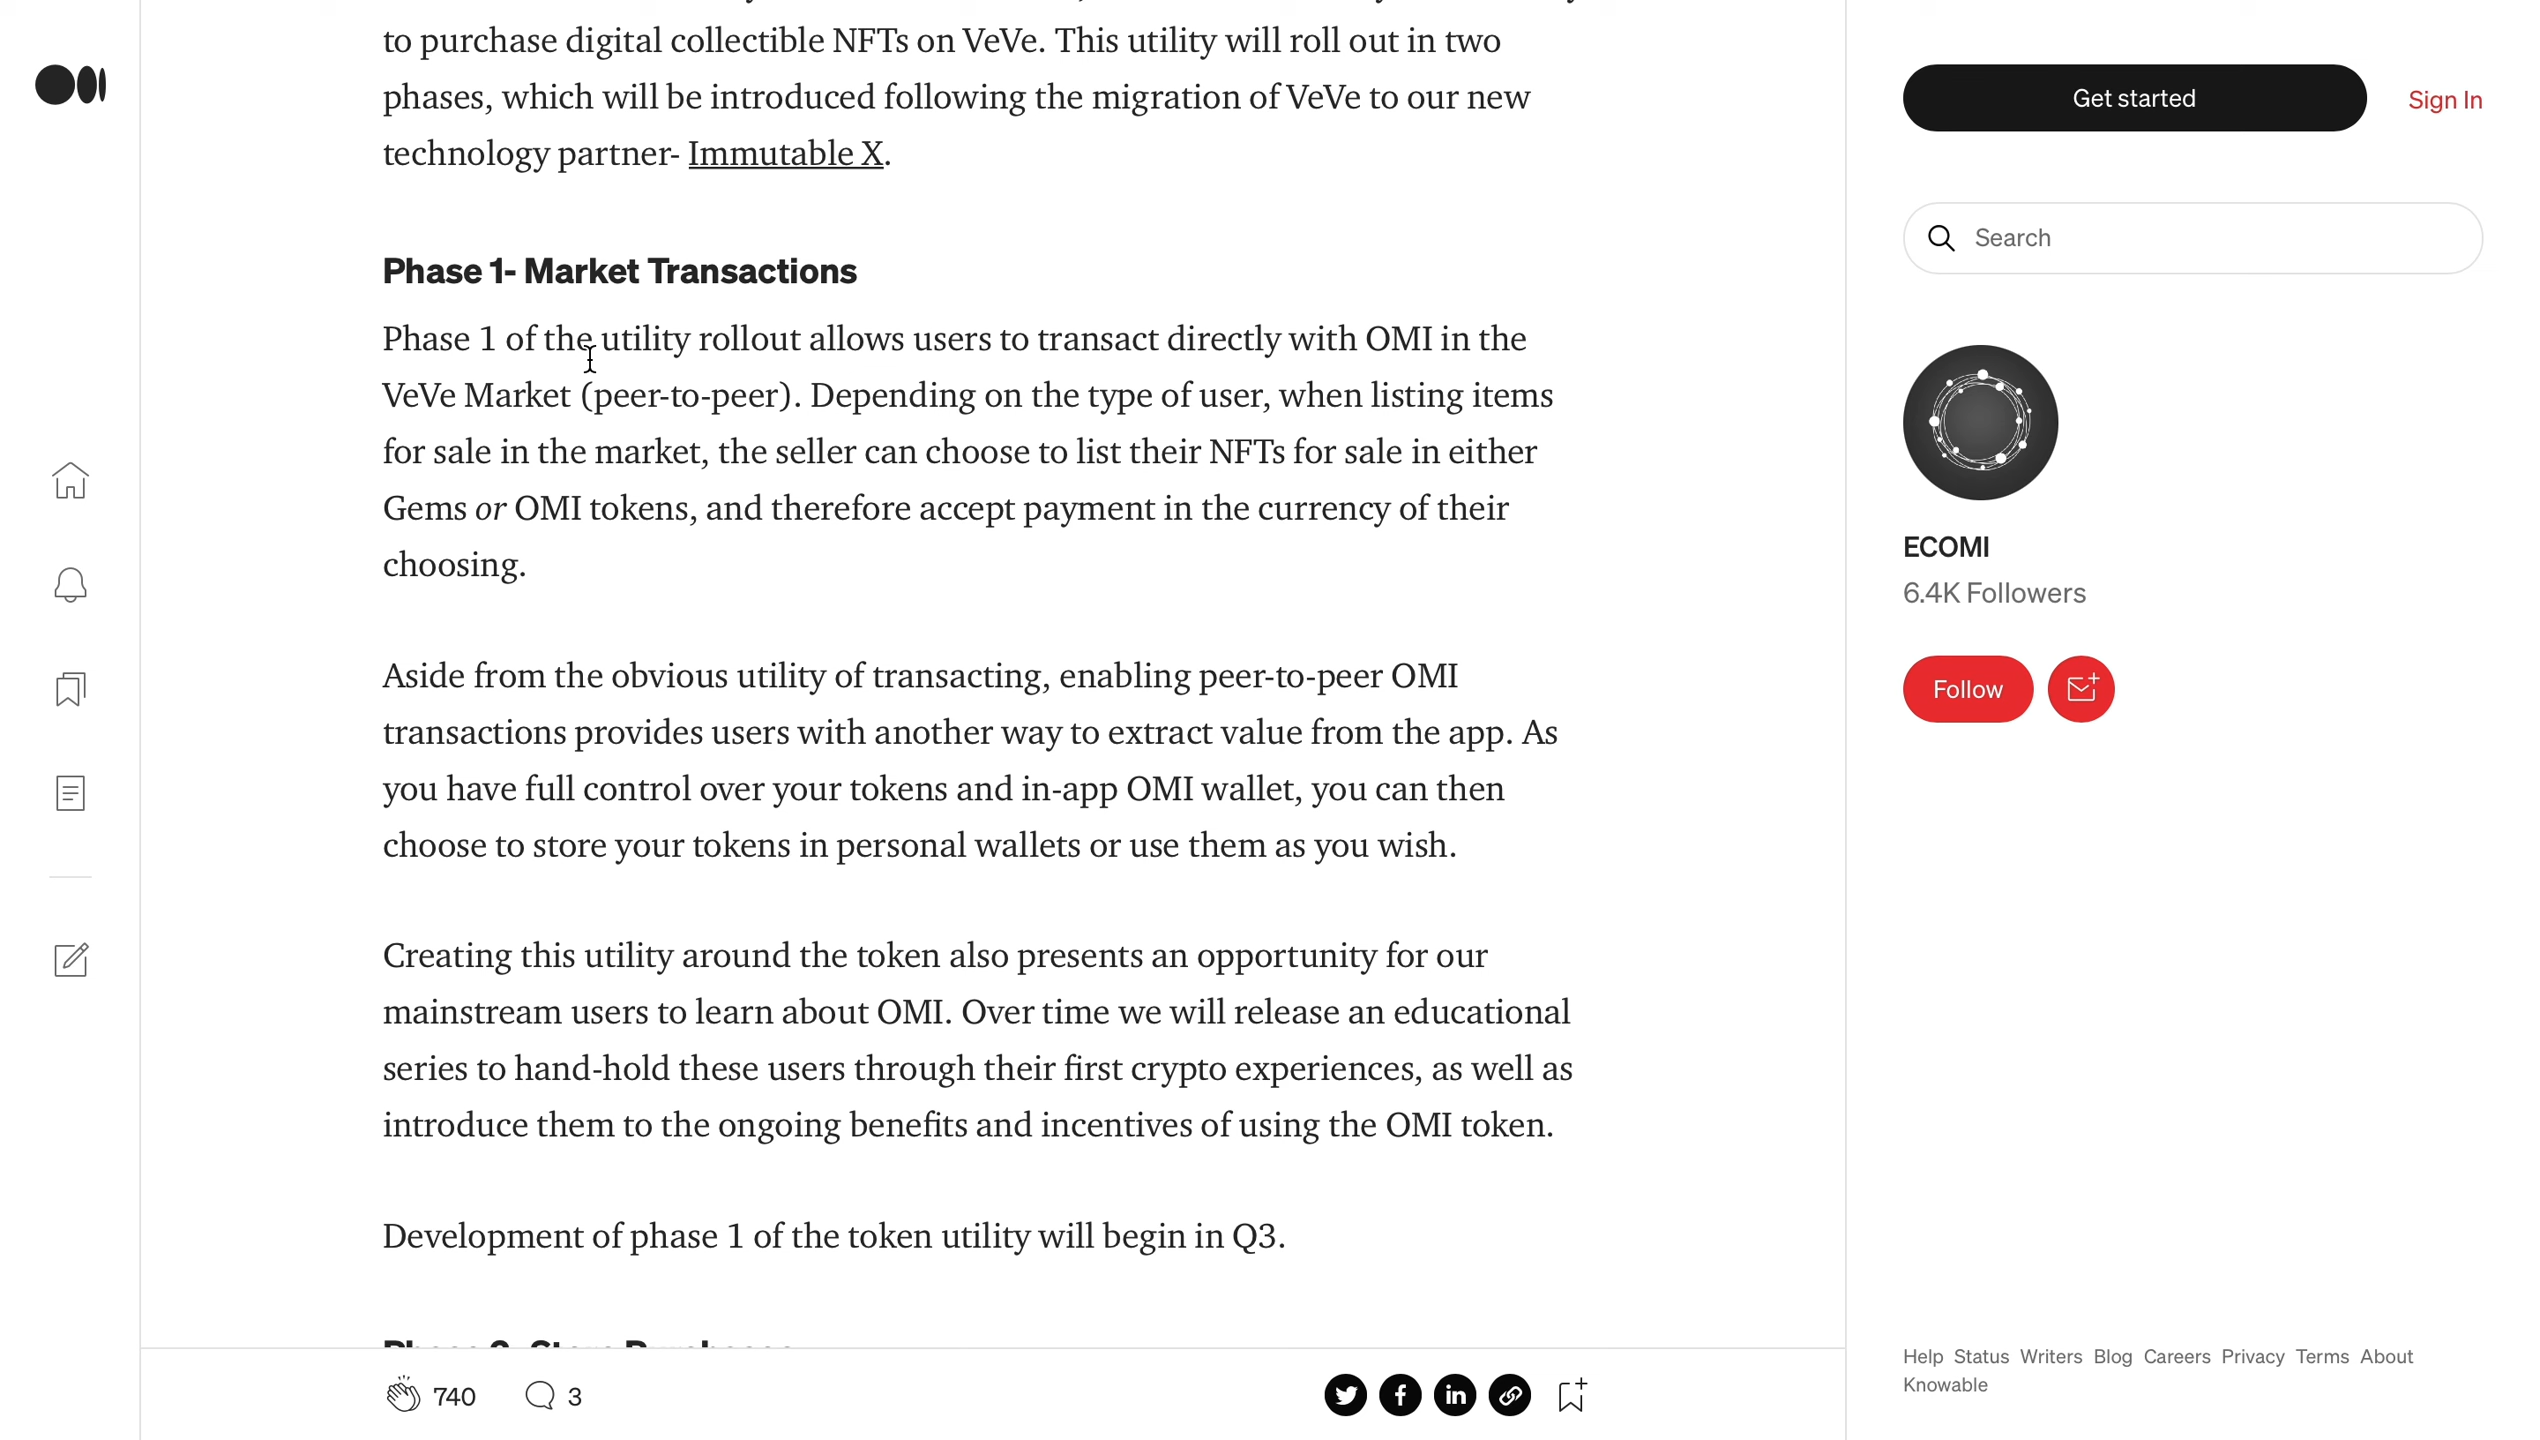 to purchase digital collectible NFTs on VeVe. This utility will roll out in two
phases, which will be introduced following the migration of VeVe to our new
technology partner- Immutable X.
Phase 1- Market Transactions
Phase 1 of the utility rollout allows users to transact directly with OMI in the
VeVe Market (peer-to-peer). Depending on the type of user, when listing items
for sale in the market, the seller can choose to list their NFTs for sale in either
Gems or OMI tokens, and therefore accept payment in the currency of their
choosing.
Aside from the obvious utility of transacting, enabling peer-to-peer OMI
transactions provides users with another way to extract value from the app. As
you have full control over your tokens and in-app OMI wallet, you can then
choose to store your tokens in personal wallets or use them as you wish.
Creating this utility around the token also presents an opportunity for our
mainstream users to learn about OMI. Over time we will release an educational
series to hand-hold these users through their first crypto experiences, as well as
introduce them to the ongoing benefits and incentives of using the OMI token.
Development of phase 1 of the token utility will begin in Q3.
740
3
Get started
Sign In
Search
ECOMI
6.4K Followers
Follow
Help Status Writers Blog Careers Privacy Terms About
Knowable